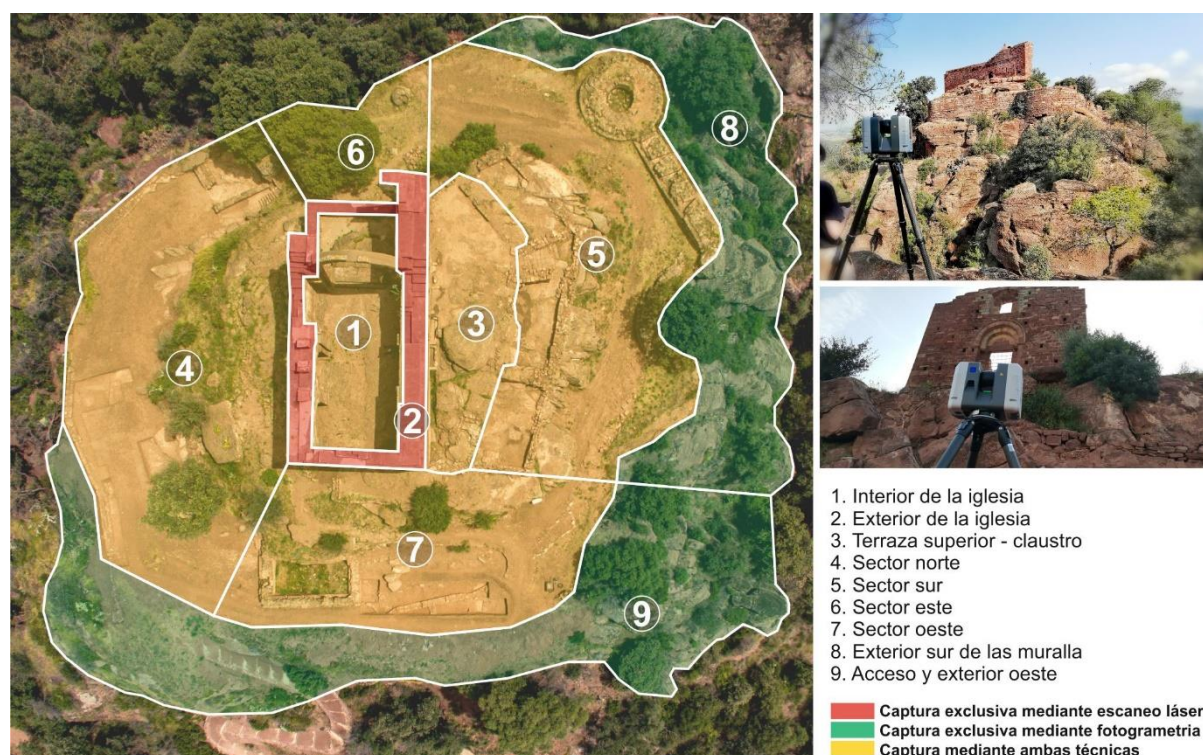 6
8
5
1
3
4
2
7
9
1. Interior de la iglesia
2. Exterior de la iglesia
3. Terraza superior - claustro
4. Sector norte
5. Sector sur
6. Sector este
7. Sector oeste
8. Exterior sur de las muralla
9. Acceso y exterior oeste
Captura exclusiva mediante escaneo láser
Captura exclusiva mediante fotogrametria
Captura mediante ambas técnicas